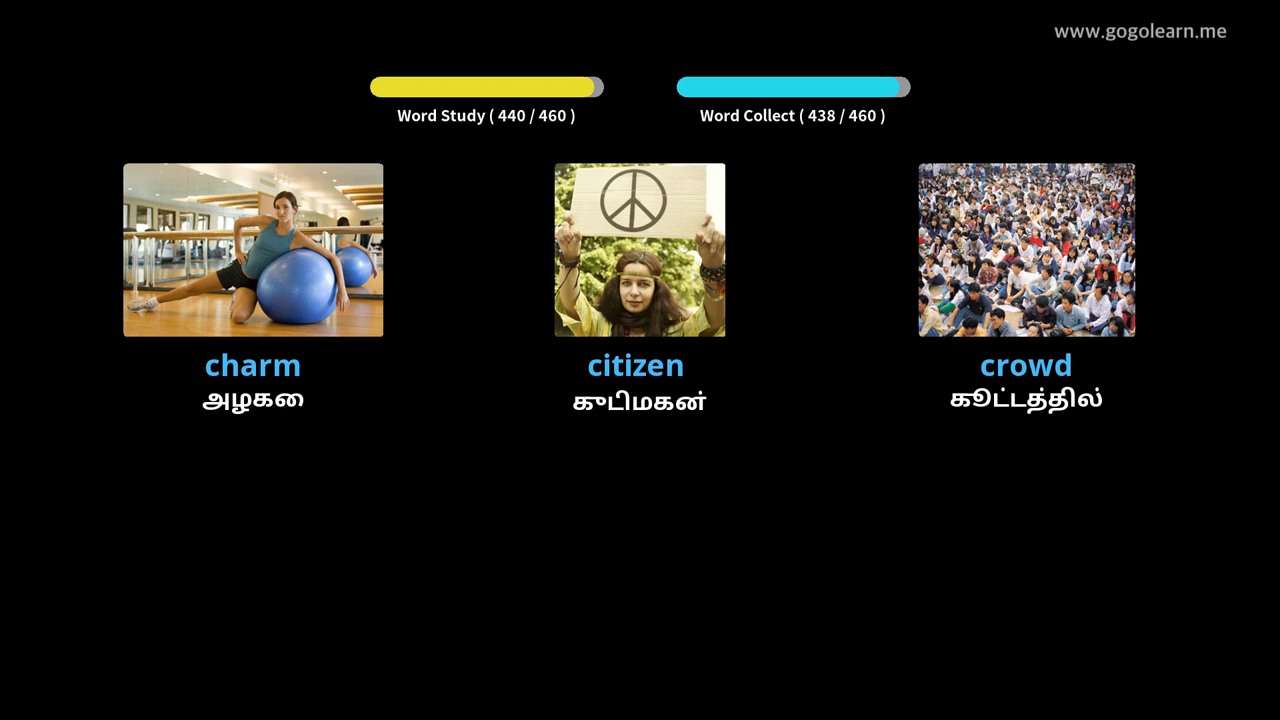 www.gogolearn.me
Word Study ( 440 / 460 )
Word Collect ( 438 / 460 )
charm
அழகை
citizen
குபிமகன்
crowd
கூட்டத்தில்